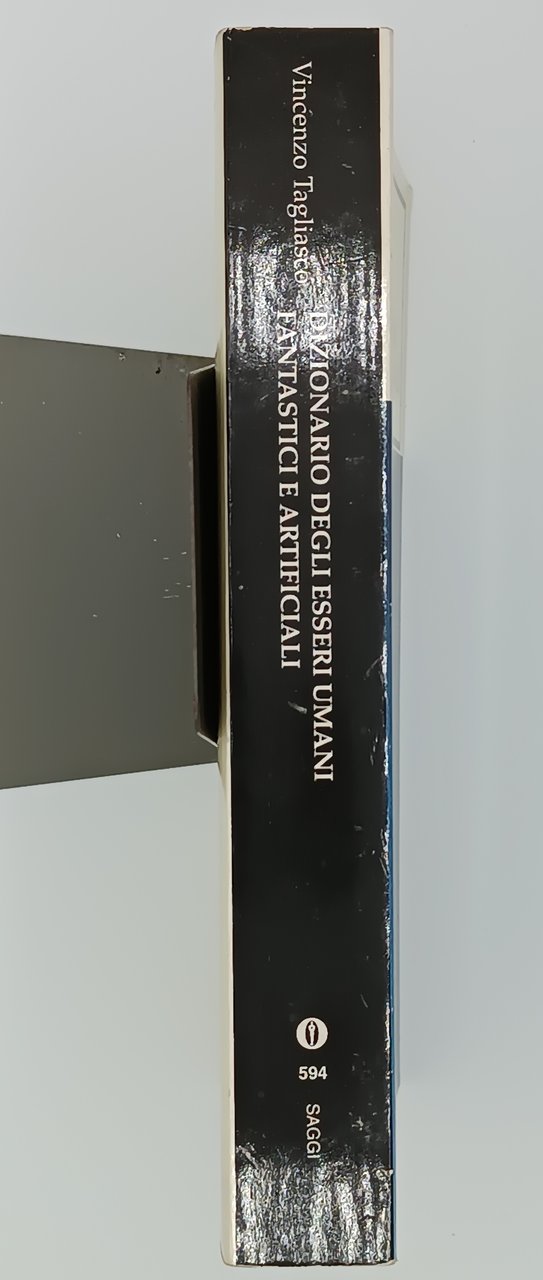 Vincenzo Tagliasco
DIZIONARIO DEGLI ESSERI UMANI
FANTASTICI E ARTIFICIALI
594
SAGGI